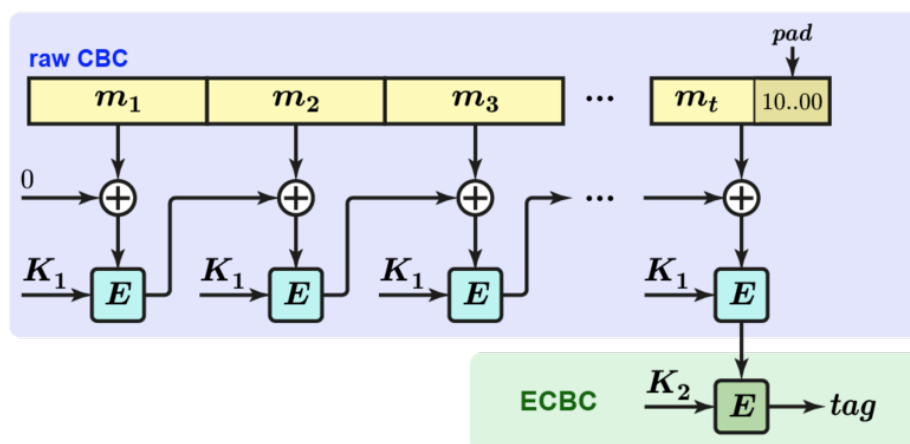 pad
raw CBC
m₁ m₂ m₃ ... mₜ 10..00
0 ...
K₁ E K₁ E K₁ E K₁ E
ECBC K₂ E tag